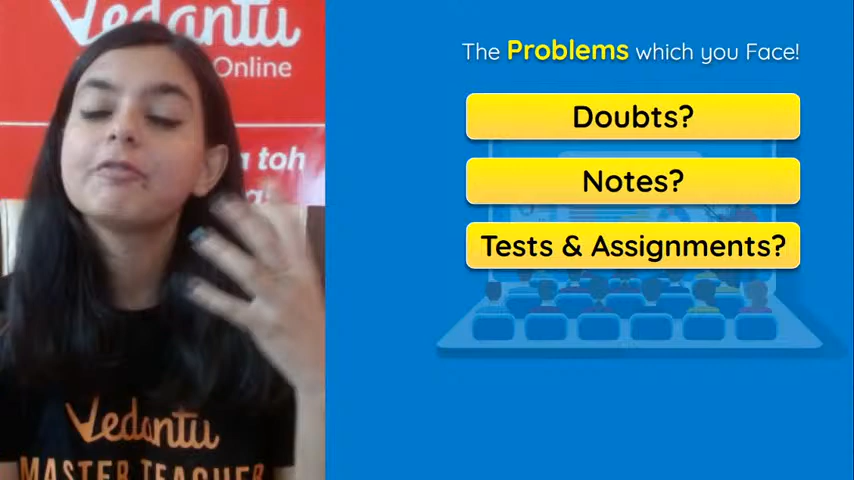 Vedantu
Online
a toh
The Problems which you Face!
Doubts?
Notes?
Tests & Assignments?
Vedantu
MASTER TEACHER